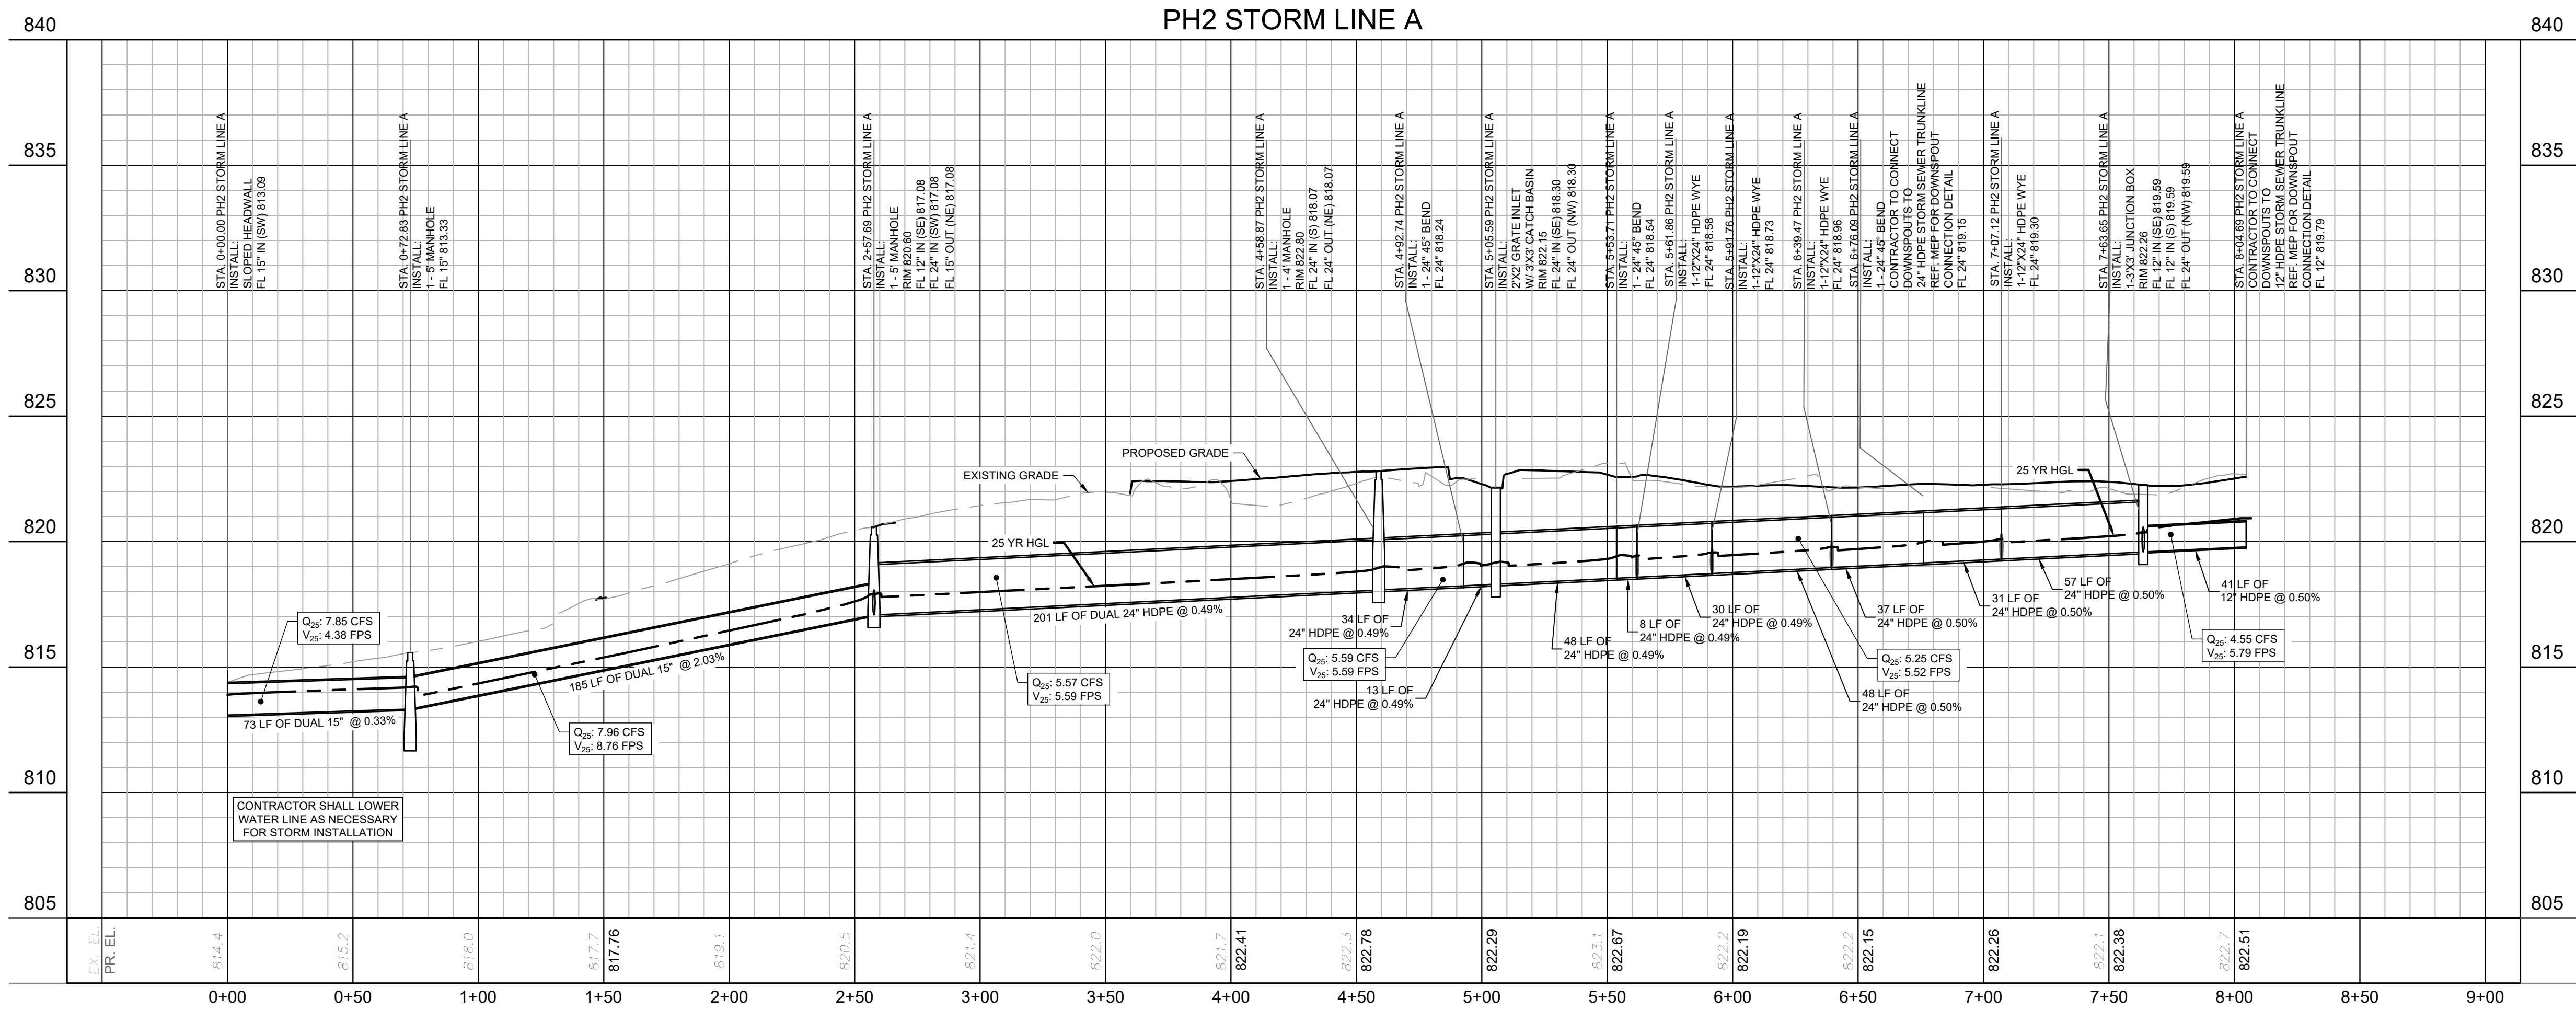 PH2 STORM LINE A
840
840
835
835
830
830
825
825
820
820
815
815
810
810
805
805
STA. 0+00.00 PH2 STORM LINE A
INSTALL:
SLOPED HEADWALL
FL 15" IN (SW) 813.09
STA. 0+72.83 PH2 STORM LINE A
INSTALL:
1 - 5' MANHOLE
FL 15" 813.33
STA. 2+57.69 PH2 STORM LINE A
INSTALL:
1 - 5' MANHOLE
RIM 820.60
FL 12" IN (SE) 817.08
FL 24" IN (SW) 817.08
FL 15" OUT (NE) 817.08
STA. 4+58.87 PH2 STORM LINE A
INSTALL:
1 - 4' MANHOLE
RIM 822.80
FL 24" IN (S) 818.07
FL 24" OUT (NE) 818.07
STA. 4+92.74 PH2 STORM LINE A
INSTALL:
1 - 24" 45° BEND
FL 24" 818.24
STA. 5+05.59 PH2 STORM LINE A
INSTALL:
2'X2' GRATE INLET
W/ 3'X3' CATCH BASIN
RIM 822.15
FL 24" IN (SE) 818.30
FL 24" OUT (NW) 818.30
STA. 5+53.71 PH2 STORM LINE A
INSTALL:
1 - 24" 45° BEND
FL 24" 818.54
STA. 5+61.86 PH2 STORM LINE A
INSTALL:
1-12"X24" HDPE WYE
FL 24" 818.58
STA. 5+91.76 PH2 STORM LINE A
INSTALL:
1-12"X24" HDPE WYE
FL 24" 818.73
STA. 6+39.47 PH2 STORM LINE A
INSTALL:
1-12"X24" HDPE WYE
FL 24" 818.96
STA. 6+76.09 PH2 STORM LINE A
INSTALL:
1 - 24" 45° BEND
CONTRACTOR TO CONNECT
DOWNSPOUTS TO
24" HDPE STORM SEWER TRUNKLINE
REF. MEP FOR DOWNSPOUT
CONNECTION DETAIL
FL 24" 819.15
STA. 7+07.12 PH2 STORM LINE A
INSTALL:
1-12"X24" HDPE WYE
FL 24" 819.30
STA. 7+63.65 PH2 STORM LINE A
INSTALL:
1-3'X3' JUNCTION BOX
RIM 822.26
FL 12" IN (SE) 819.59
FL 12" IN (S) 819.59
FL 24" OUT (NW) 819.59
STA. 8+04.69 PH2 STORM LINE A
CONTRACTOR TO CONNECT
DOWNSPOUTS TO
12" HDPE STORM SEWER TRUNKLINE
REF. MEP FOR DOWNSPOUT
CONNECTION DETAIL
FL 12" 819.79
PROPOSED GRADE
EXISTING GRADE
25 YR HGL
25 YR HGL
Q25: 7.85 CFS
V25: 4.38 FPS
73 LF OF DUAL 15" @ 0.33%
185 LF OF DUAL 15" @ 2.03%
Q25: 7.96 CFS
V25: 8.76 FPS
201 LF OF DUAL 24" HDPE @ 0.49%
Q25: 5.57 CFS
V25: 5.59 FPS
34 LF OF
24" HDPE @ 0.49%
Q25: 5.59 CFS
V25: 5.59 FPS
13 LF OF
24" HDPE @ 0.49%
48 LF OF
24" HDPE @ 0.49%
8 LF OF
24" HDPE @ 0.49%
30 LF OF
24" HDPE @ 0.49%
48 LF OF
24" HDPE @ 0.50%
Q25: 5.25 CFS
V25: 5.52 FPS
37 LF OF
24" HDPE @ 0.50%
31 LF OF
24" HDPE @ 0.50%
57 LF OF
24" HDPE @ 0.50%
41 LF OF
12" HDPE @ 0.50%
Q25: 4.55 CFS
V25: 5.79 FPS
CONTRACTOR SHALL LOWER
WATER LINE AS NECESSARY
FOR STORM INSTALLATION
EX. EL.
PR. EL.
814.4
815.2
816.0
817.7
817.76
819.1
820.5
821.4
822.0
821.7
822.41
822.3
822.78
822.29
823.1
822.67
822.2
822.19
822.2
822.15
822.26
822.1
822.38
822.7
822.51
0+00
0+50
1+00
1+50
2+00
2+50
3+00
3+50
4+00
4+50
5+00
5+50
6+00
6+50
7+00
7+50
8+00
8+50
9+00